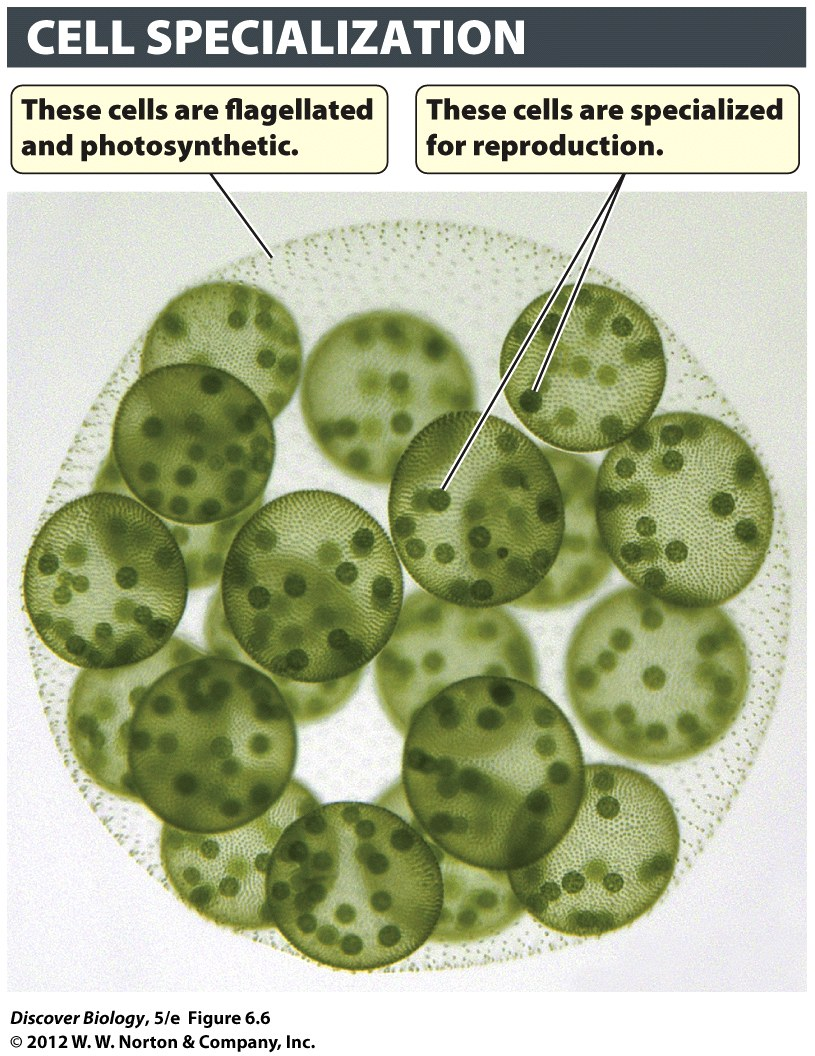 CELL SPECIALIZATION
These cells are flagellated
and photosynthetic.
These cells are specialized
for reproduction.
Discover Biology, 5/e Figure 6.6
© 2012 W. W. Norton & Company, Inc.